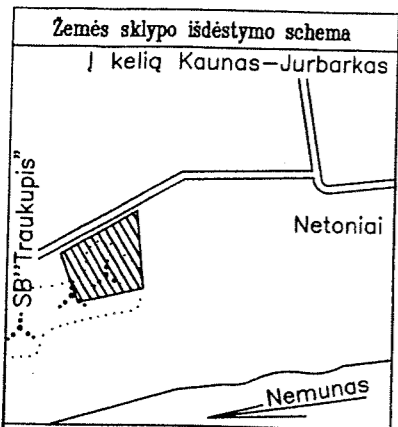 Žemės sklypo išdėstymo schema
Į kelią Kaunas-Jurbarkas
SB"Traukupis"
Netoniai
Nemunas